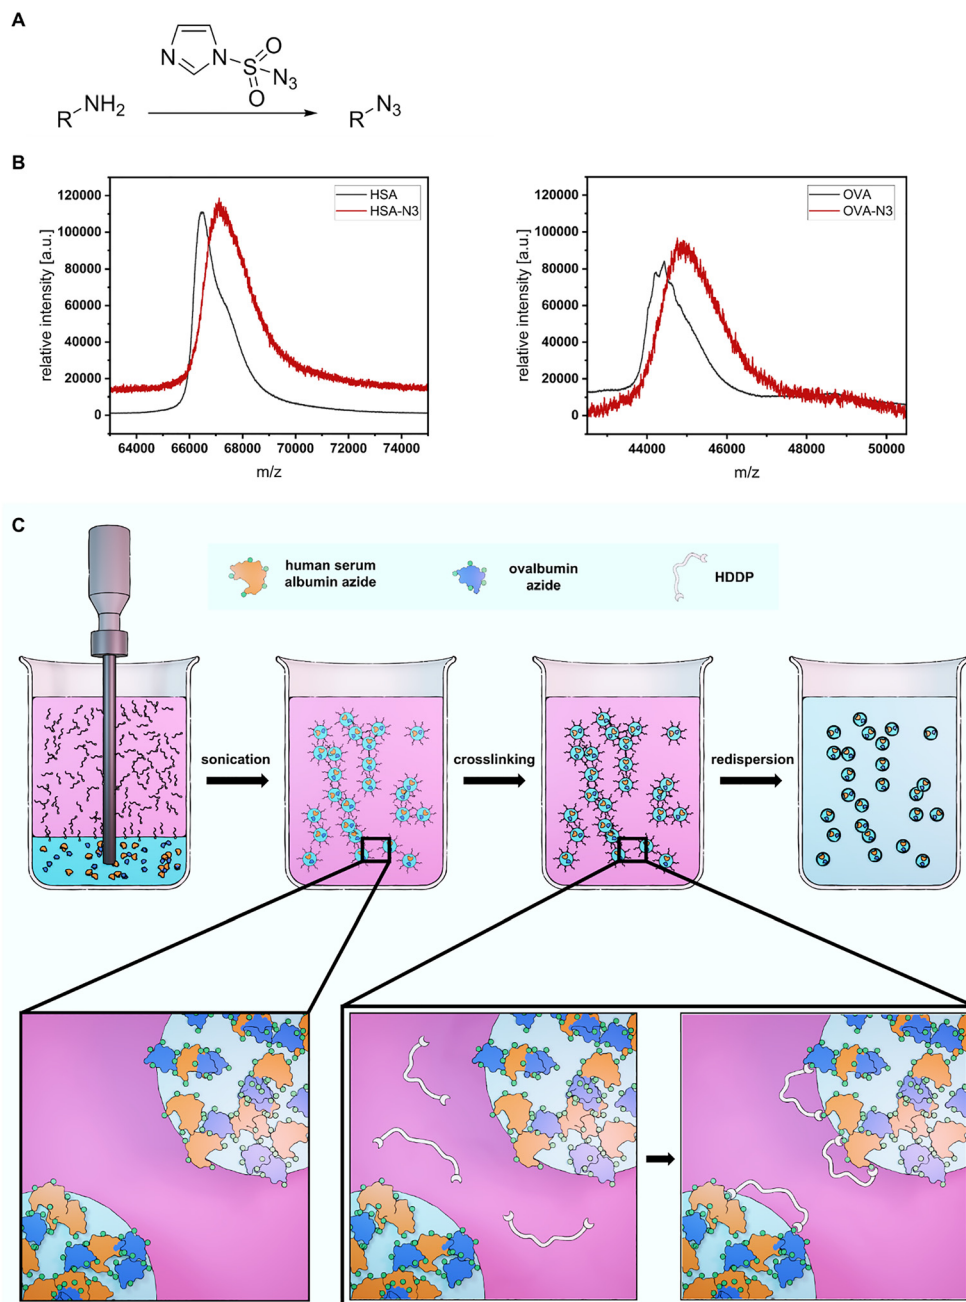 A
N
N
O
S
N3
O
R
NH2
R
N3
B
120000
100000
80000
60000
40000
20000
0
relative intensity [a.u.]
HSA
HSA-N3
64000 66000 68000 70000 72000 74000
m/z
120000
100000
80000
60000
40000
20000
0
relative intensity [a.u.]
OVA
OVA-N3
44000 46000 48000 50000
m/z
C
human serum
albumin azide
ovalbumin
azide
HDDP
sonication
crosslinking
redispersion